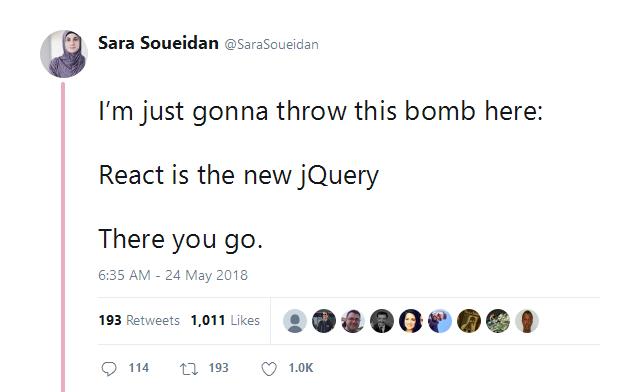 Sara Soueidan @SaraSoueidan
I'm just gonna throw this bomb here:
React is the new jQuery
There you go.
6:35 AM - 24 May 2018
193 Retweets 1,011 Likes
114 193 1.0K